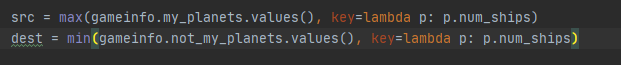 src = max(gameinfo.my_planets.values(), key=lambda p: p.num_ships)
dest = min(gameinfo.not_my_planets.values(), key=lambda p: p.num_ships)